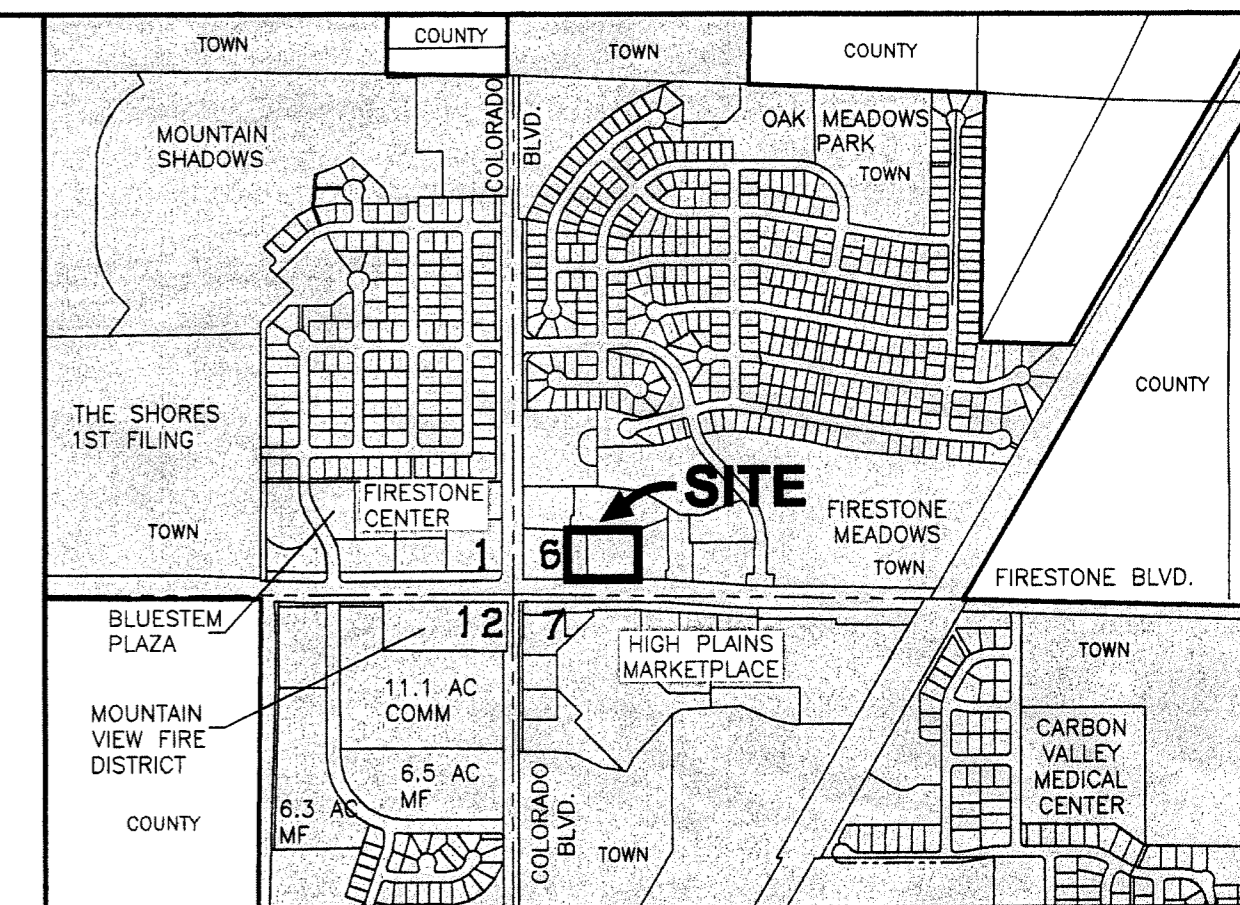 TOWN
COUNTY
TOWN
COUNTY
MOUNTAIN
SHADOWS
COLORADO
BLVD.
OAK MEADOWS
PARK
TOWN
COUNTY
THE SHORES
1ST FILING
TOWN
FIRESTONE
CENTER
SITE
FIRESTONE
MEADOWS
TOWN
1
6
FIRESTONE BLVD.
BLUESTEM
PLAZA
12
7
HIGH PLAINS
MARKETPLACE
TOWN
MOUNTAIN
VIEW FIRE
DISTRICT
11.1 AC
COMM
6.5 AC
MF
6.3 AC
MF
COUNTY
COLORADO
BLVD.
TOWN
CARBON
VALLEY
MEDICAL
CENTER